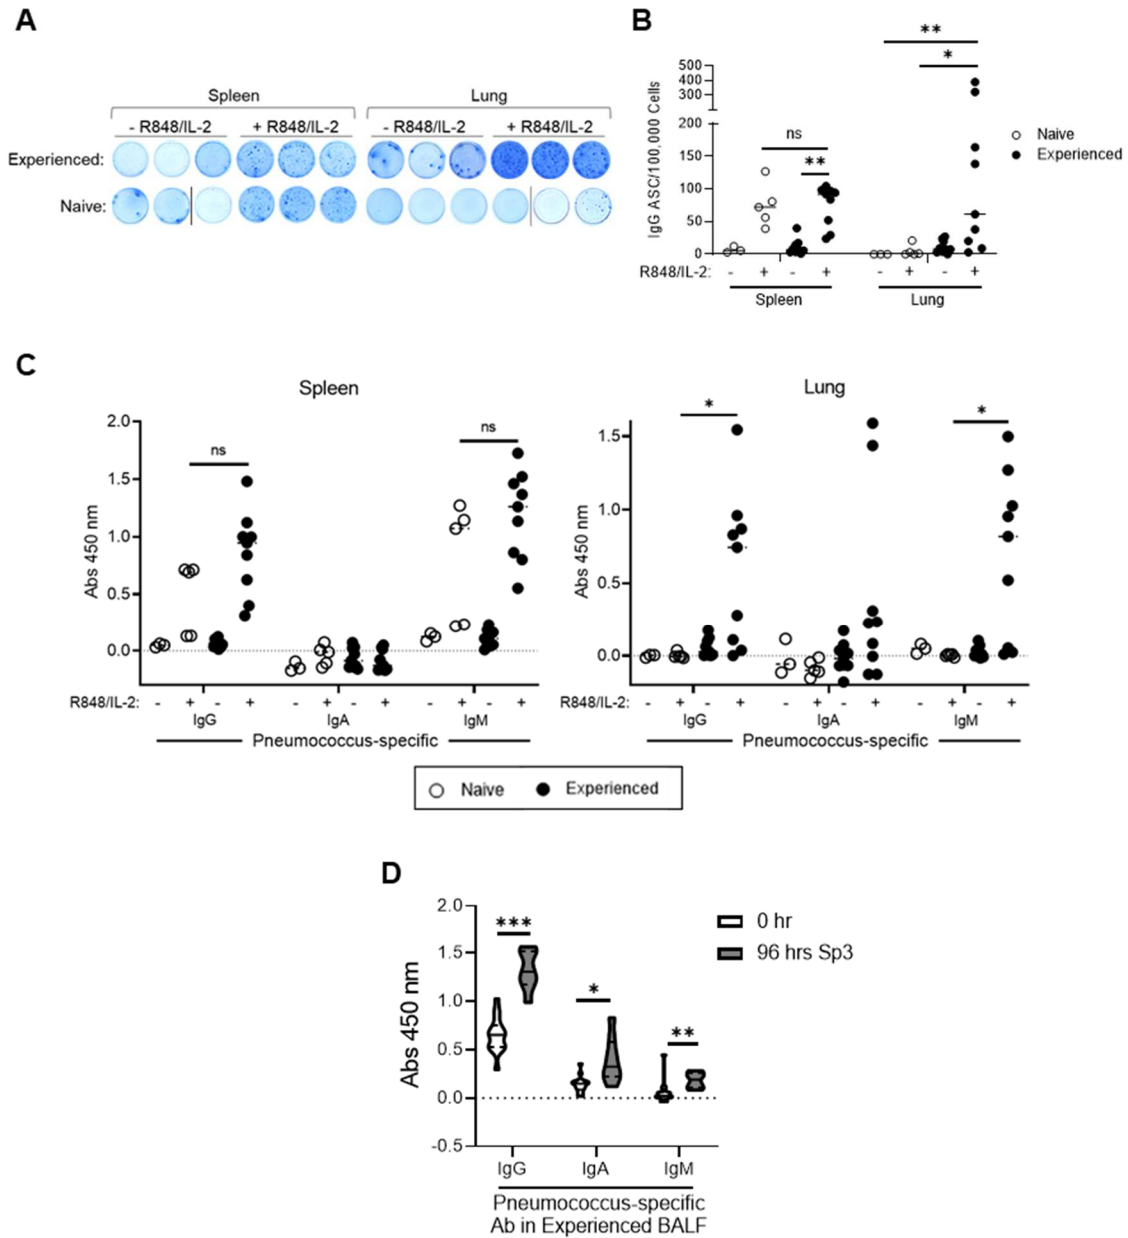 A
Spleen
Lung
- R848/IL-2
+ R848/IL-2
- R848/IL-2
+ R848/IL-2
Experienced:
Naive:
B
**
*
ns
**
500
400
300
200
150
100
50
0
IgG ASC/100,000 Cells
Naive
Experienced
R848/IL-2:
-
+
-
+
-
+
-
+
Spleen
Lung
C
Spleen
ns
ns
2.0
1.5
1.0
0.5
0.0
Abs 450 nm
R848/IL-2:
-
+
-
+
-
+
-
+
-
+
-
+
IgG
IgA
IgM
Pneumococcus-specific
Lung
*
*
1.5
1.0
0.5
0.0
Abs 450 nm
R848/IL-2:
-
+
-
+
-
+
-
+
-
+
-
+
IgG
IgA
IgM
Pneumococcus-specific
Naive
Experienced
D
2.0
1.5
1.0
0.5
0.0
-0.5
Abs 450 nm
***
*
**
0 hr
96 hrs Sp3
IgG
IgA
IgM
Pneumococcus-specific
Ab in Experienced BALF